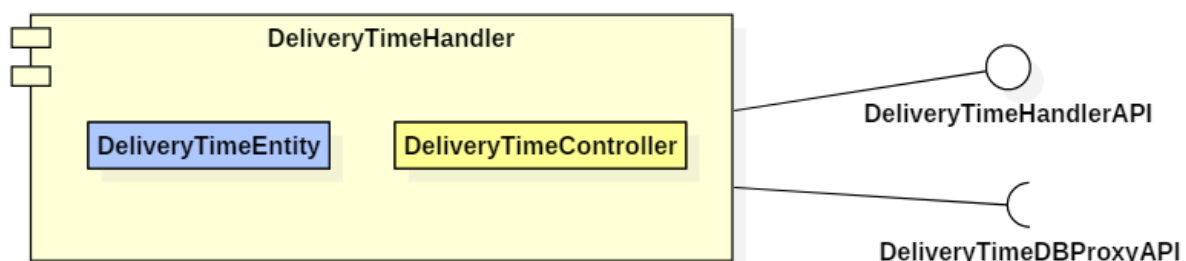 DeliveryTimeHandler
DeliveryTimeEntity
DeliveryTimeController
DeliveryTimeHandlerAPI
DeliveryTimeDBProxyAPI